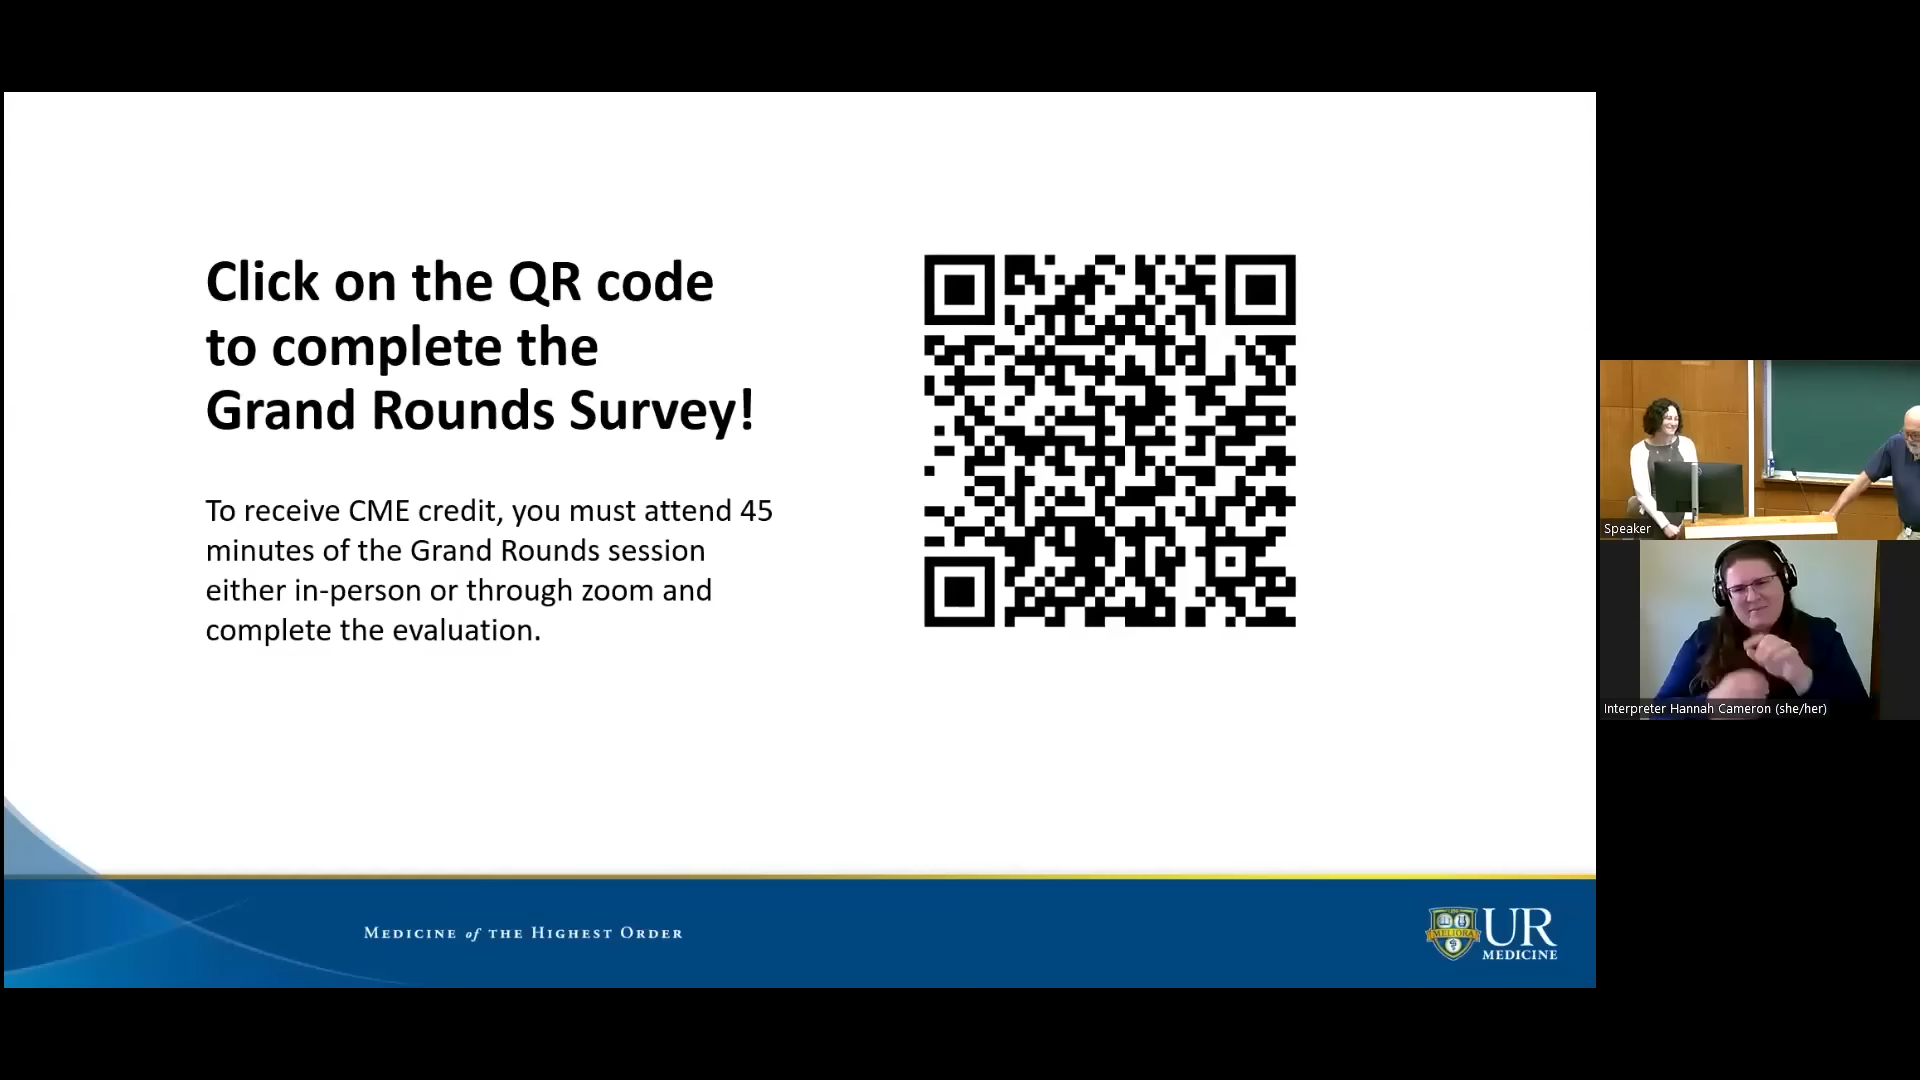 Click on the QR code
to complete the
Grand Rounds Survey!
To receive CME credit, you must attend 45
minutes of the Grand Rounds session
either in-person or through zoom and
complete the evaluation.
Speaker
Interpreter Hannah Cameron (she/her)
MEDICINE of THE HIGHEST ORDER
MELIORA
UR
MEDICINE